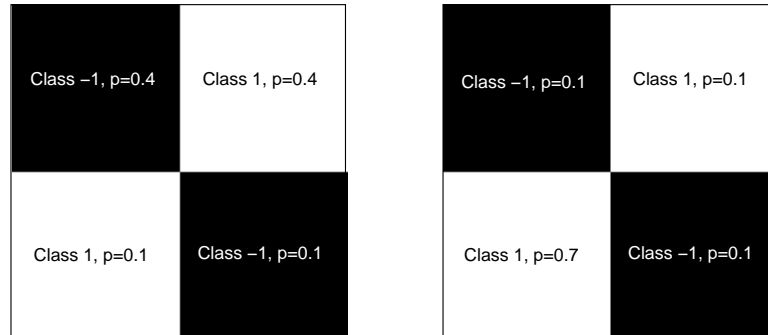 Class −1, p=0.4
Class 1, p=0.4
Class 1, p=0.1
Class −1, p=0.1
Class −1, p=0.1
Class 1, p=0.1
Class 1, p=0.7
Class −1, p=0.1